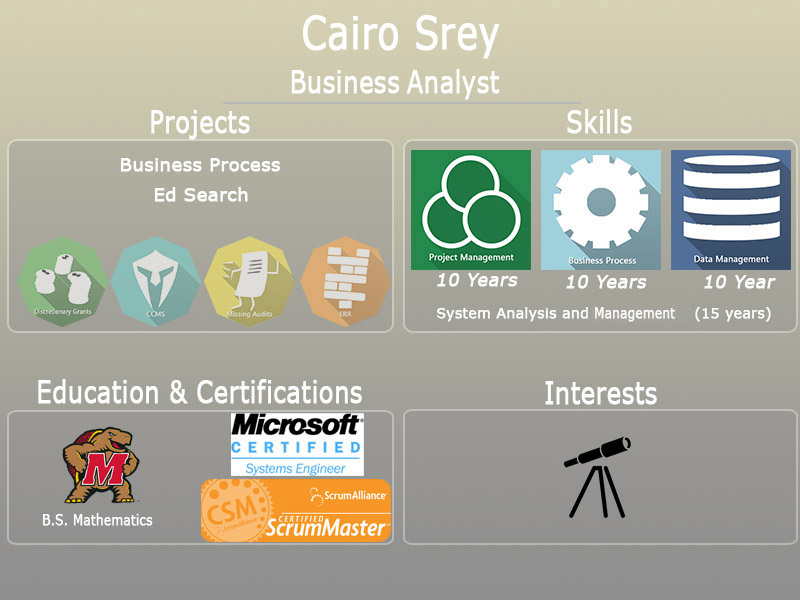 Cairo Srey
Business Analyst
Projects
Business Process
Ed Search
Discretionary Grants
CCMS
Missing Audits
ERR
Skills
Project Management
Business Process
Data Management
10 Years
10 Years
10 Year
System Analysis and Management (15 years)
Education & Certifications
M
B.S. Mathematics
Microsoft®
CERTIFIED
Systems Engineer
CSM
ScrumAlliance®
CERTIFIED
ScrumMaster
Interests